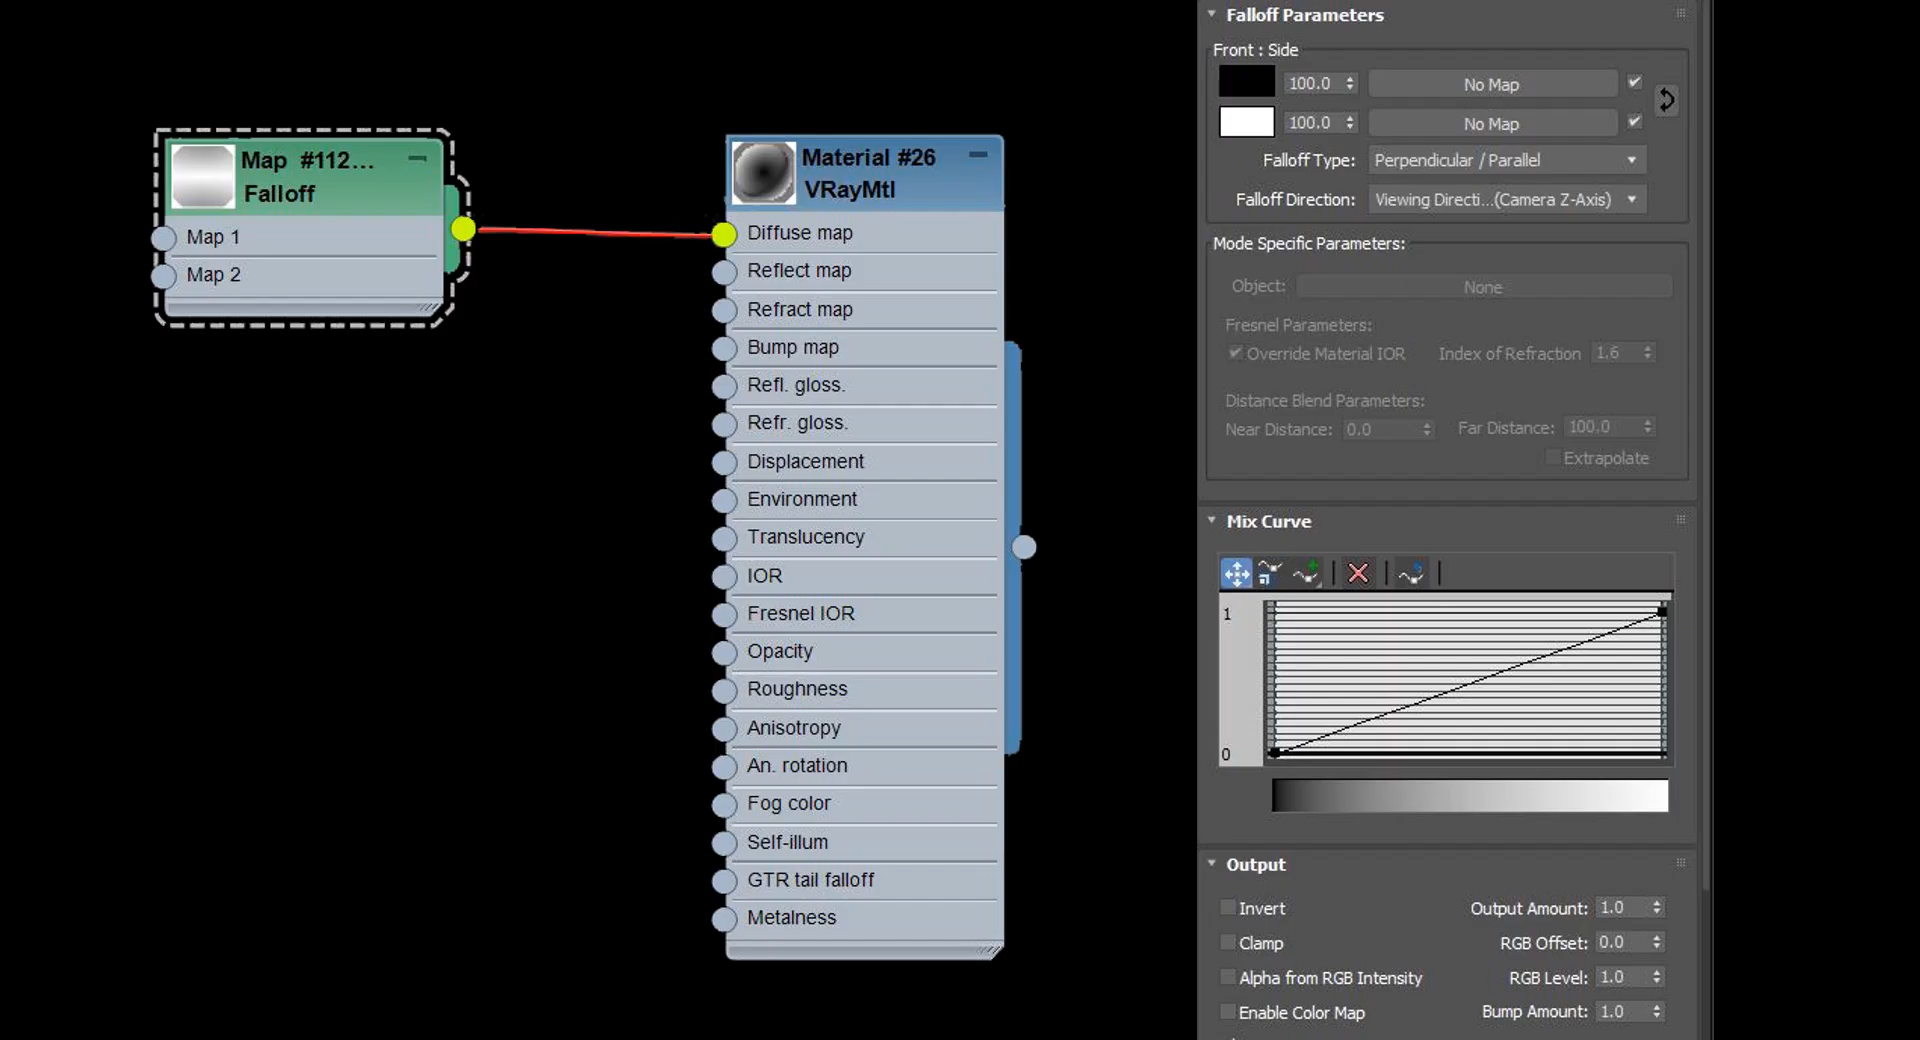 Map #112...
Falloff
Map 1
Map 2
Material #26
VRayMtl
Diffuse map
Reflect map
Refract map
Bump map
Refl. gloss.
Refr. gloss.
Displacement
Environment
Translucency
IOR
Fresnel IOR
Opacity
Roughness
Anisotropy
An. rotation
Fog color
Self-illum
GTR tail falloff
Metalness
Falloff Parameters
Front : Side
100.0 No Map
100.0 No Map
Falloff Type: Perpendicular / Parallel
Falloff Direction: Viewing Directi...(Camera Z-Axis)
Mode Specific Parameters:
Object: None
Fresnel Parameters:
Override Material IOR Index of Refraction 1.6
Distance Blend Parameters:
Near Distance: 0.0 Far Distance: 100.0
Extrapolate
Mix Curve
1
0
Output
Invert Output Amount: 1.0
Clamp RGB Offset: 0.0
Alpha from RGB Intensity RGB Level: 1.0
Enable Color Map Bump Amount: 1.0